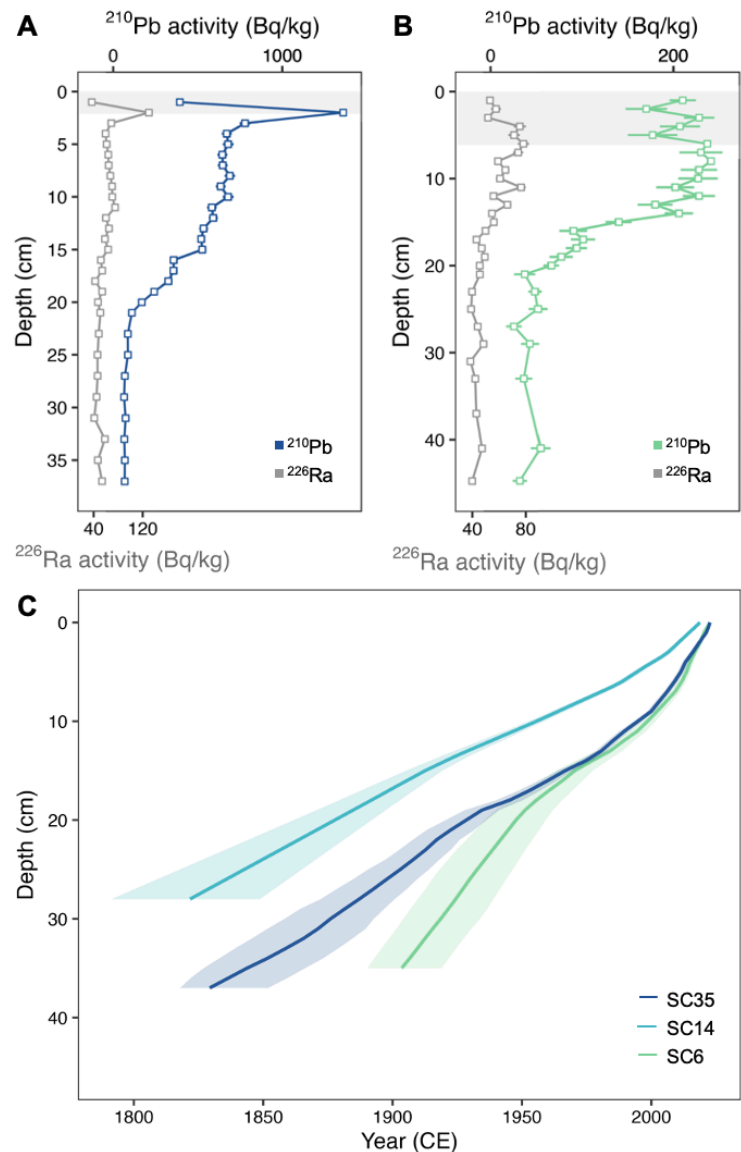 A
²¹⁰Pb activity (Bq/kg)
0 1000
0
5
10
15
20
25
30
35
Depth (cm)
²¹⁰Pb
²²⁶Ra
40 120
²²⁶Ra activity (Bq/kg)
B
²¹⁰Pb activity (Bq/kg)
0 200
0
10
20
30
40
Depth (cm)
²¹⁰Pb
²²⁶Ra
40 80
²²⁶Ra activity (Bq/kg)
C
0
10
20
30
40
Depth (cm)
SC35
SC14
SC6
1800 1850 1900 1950 2000
Year (CE)